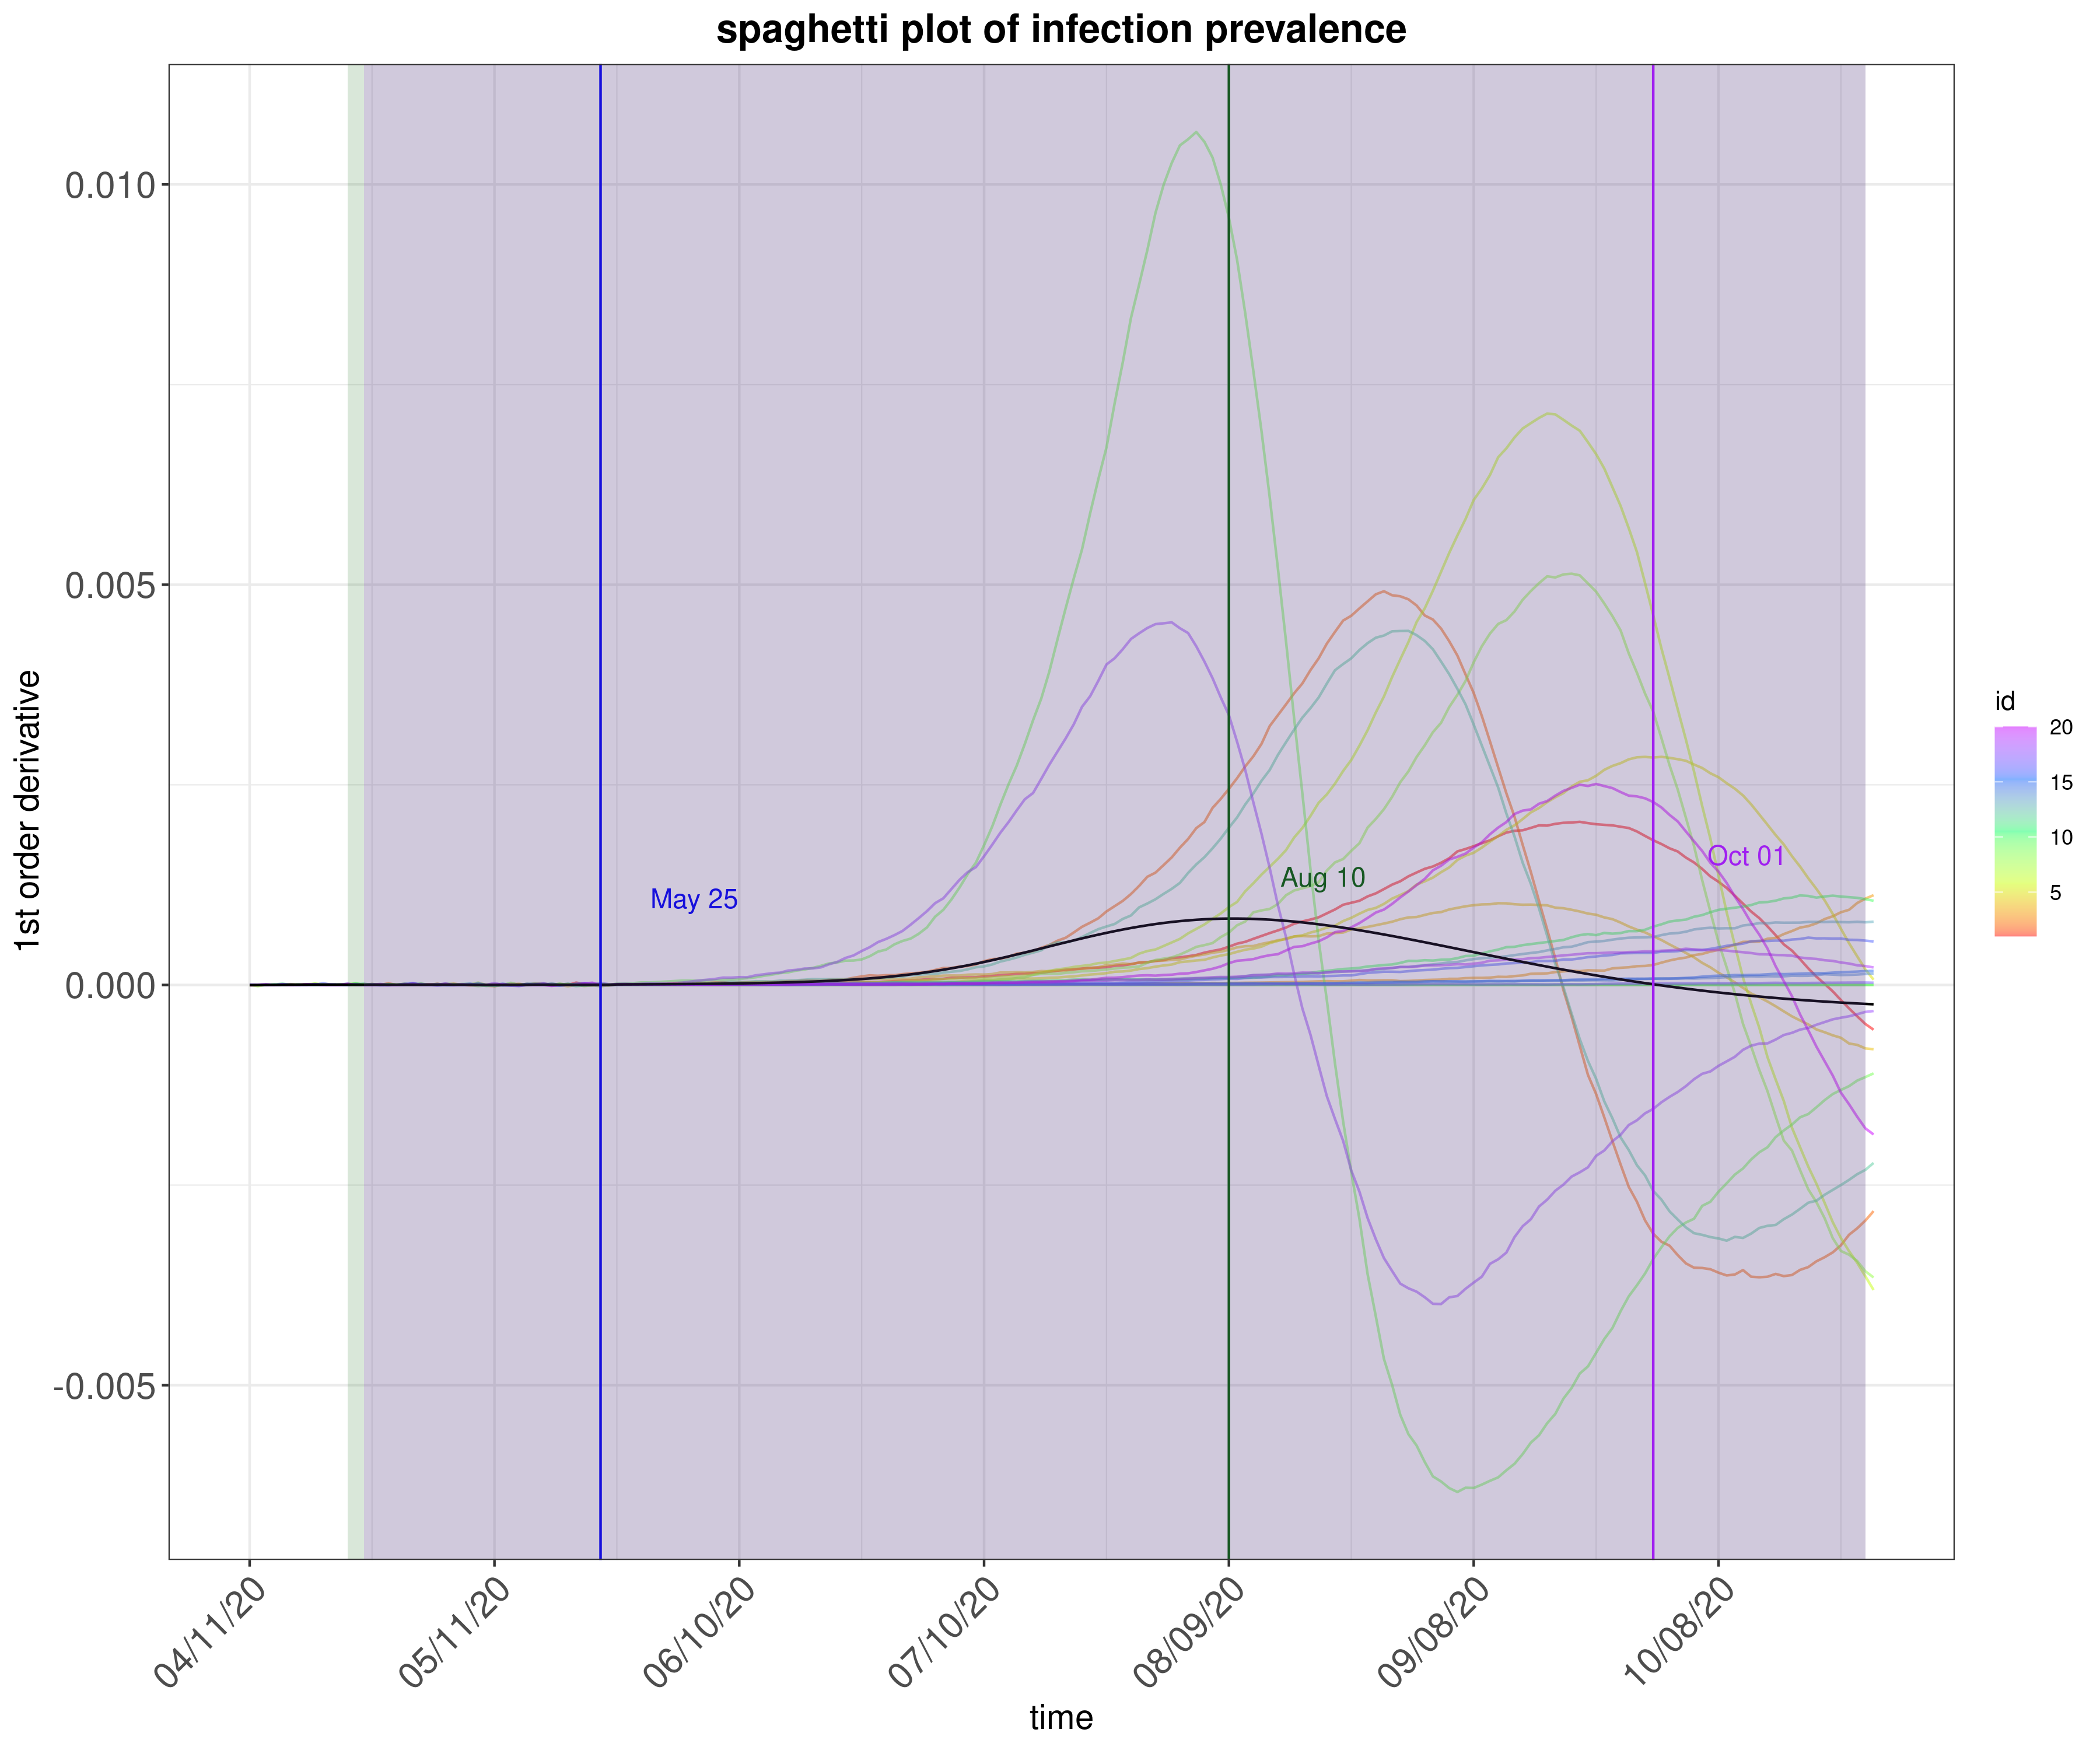 spaghetti plot of infection prevalence
1st order derivative
0.010
0.005
0.000
-0.005
May 25
Aug 10
Oct 01
id
20
15
10
5
04/11/20
05/11/20
06/10/20
07/10/20
08/09/20
09/08/20
10/08/20
time